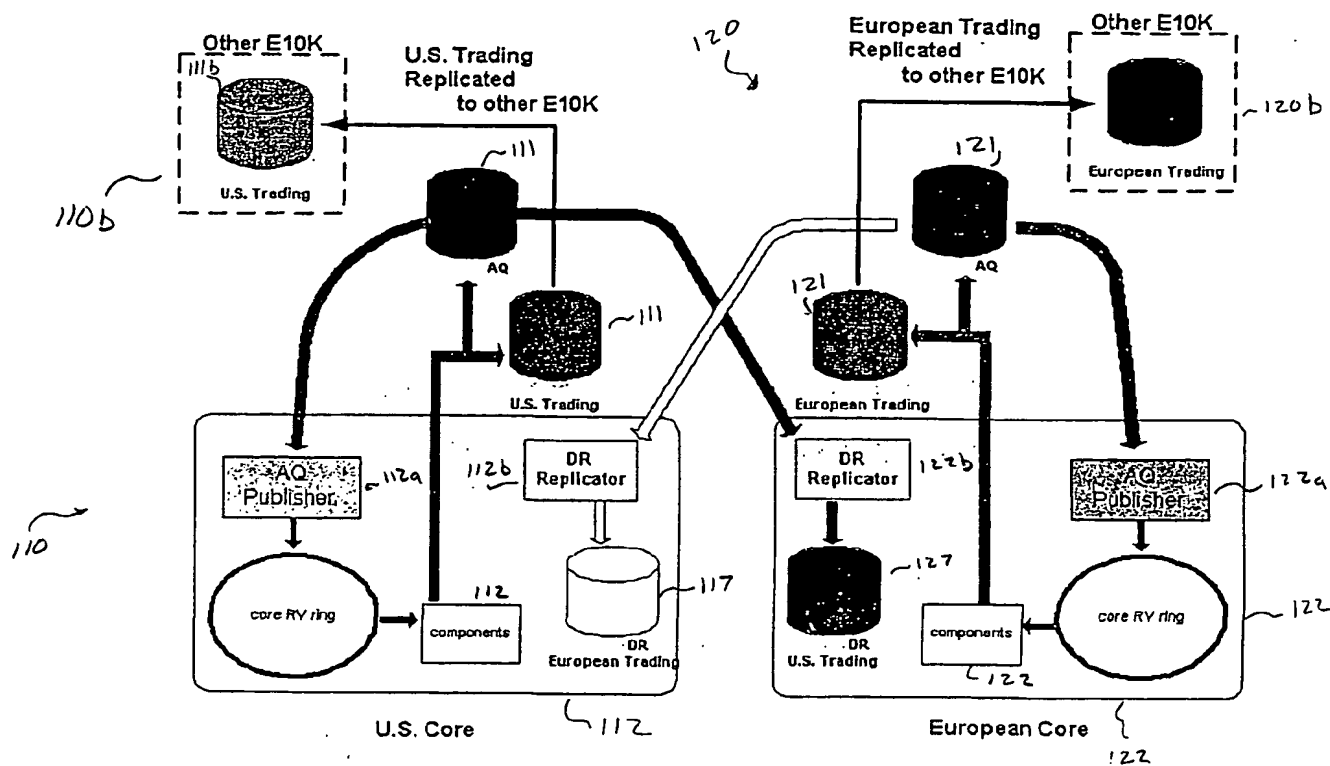 Other E10K
111b
U.S. Trading
110b
U.S. Trading
Replicated
to other E10K
120
European Trading
Replicated
to other E10K
Other E10K
120b
European Trading
111
AQ
111
U.S. Trading
121
AQ
121
European Trading
110
AQ
Publisher
112a
112b
DR
Replicator
core RV ring
112
components
117
DR
European Trading
U.S. Core
112
DR
Replicator
122b
127
DR
U.S. Trading
AQ
Publisher
122a
components
122
core RV ring
122
European Core
122